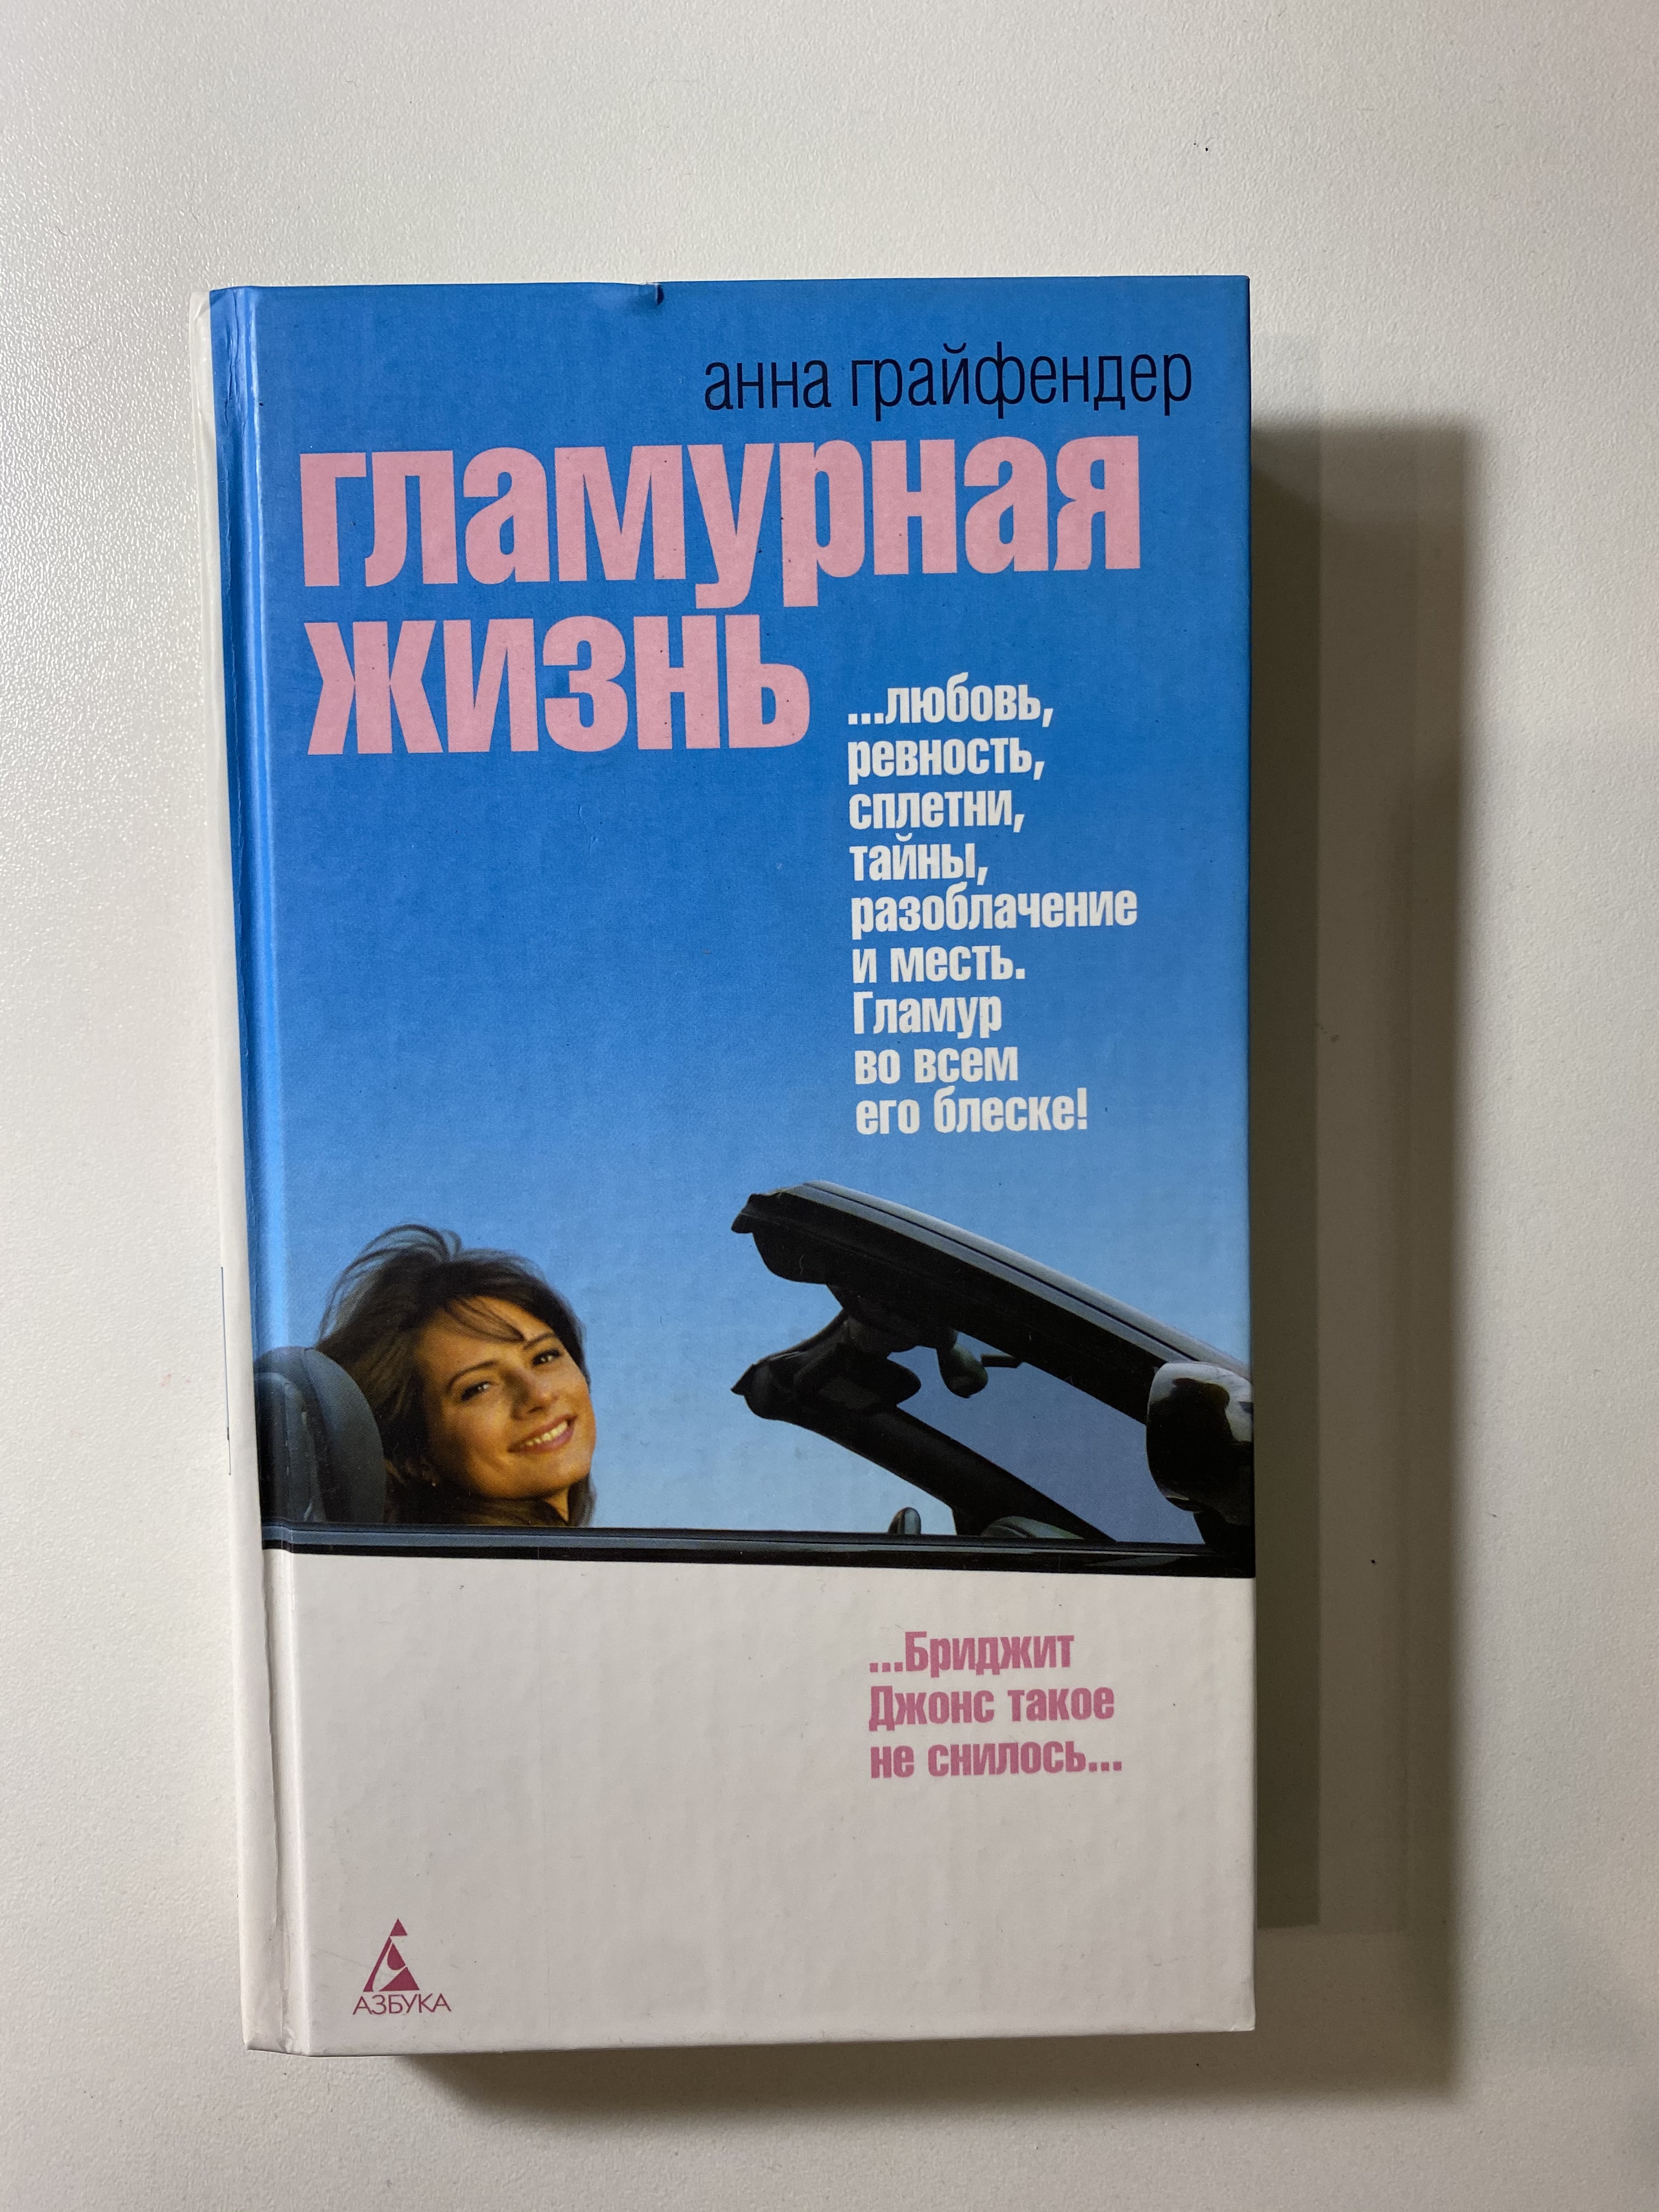 анна грайфендер
гламурная
жизнь
...любовь,
ревность,
сплетни,
тайны,
разоблачение
и месть.
Гламур
во всем
его блеске!
...Бриджит
Джонс такое
не снилось...
АЗБУКА